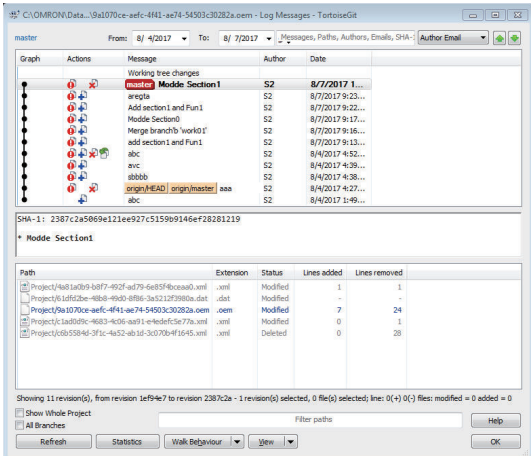 C:\OMRON\Data...\9a1070ce-aefc-4f41-ae74-54503c30282a.oem - Log Messages - TortoiseGit
master From: 8/ 4/2017 To: 8/ 7/2017 Messages, Paths, Authors, Emails, SHA-: Author Email
Graph Actions Message Author Date
Working tree changes
master Modde Section1 S2 8/7/2017 1...
aregta S2 8/7/2017 9:23...
Add section1 and Fun1 S2 8/7/2017 9:22...
Modde Section0 S2 8/7/2017 9:17...
Merge branch'b 'work01' S2 8/7/2017 9:16...
add section1 and Fun1 S2 8/7/2017 9:13...
abc S2 8/4/2017 4:52...
avc S2 8/4/2017 4:39...
sbbbb S2 8/4/2017 4:38...
origin/HEAD origin/master aaa S2 8/4/2017 4:27...
abc S2 8/4/2017 1:49...
SHA-1: 2387c2a5069e121ee927c5159b9146ef28281219
* Modde Section1
Path Extension Status Lines added Lines removed
Project/4a81a0b9-b8f7-492f-ad79-6e85f4bceaa0.xml .xml Modified 1 1
Project/61dfd2be-48b8-49d0-8f86-3a5212f3980a.dat .dat Modified - -
Project/9a1070ce-aefc-4f41-ae74-54503c30282a.oem .oem Modified 7 24
Project/c1ad0d9c-4683-4c06-aa91-e4edefc5e77a.xml .xml Modified 0 1
Project/c6b5584d-3f1c-4a52-ab1d-3c070b4f1645.xml .xml Deleted 0 28
Showing 11 revision(s), from revision 1ef94e7 to revision 2387c2a - 1 revision(s) selected, 0 file(s) selected; line: 0(+) 0(-) files: modified = 0 added = 0
Show Whole Project
All Branches
Filter paths
Help
Refresh Statistics Walk Behaviour View OK